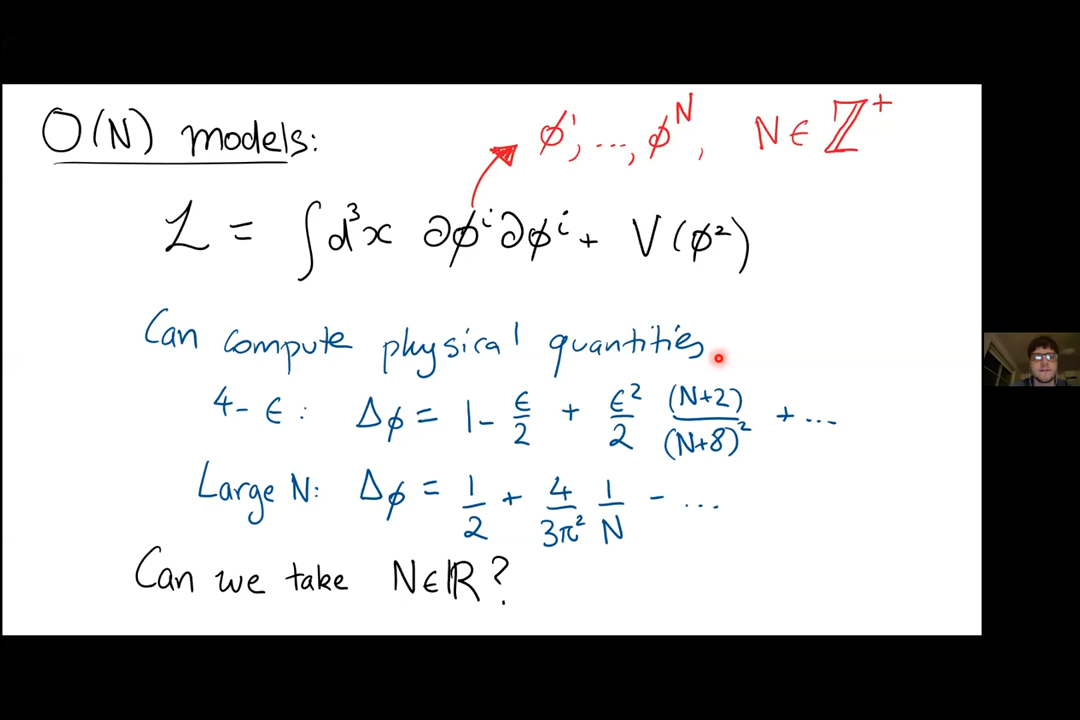 O(N) models:
ϕ¹, ..., ϕᴺ, N ∈ ℤ⁺
ℒ = ∫d³x ∂ϕⁱ∂ϕⁱ + V(ϕ²)
Can compute physical quantities
4-ϵ: Δϕ = 1 - ϵ/2 + ϵ²/2 (N+2)/(N+8)² + ...
Large N: Δϕ = 1/2 + 4/3π² 1/N - ...
Can we take N∈ℝ?